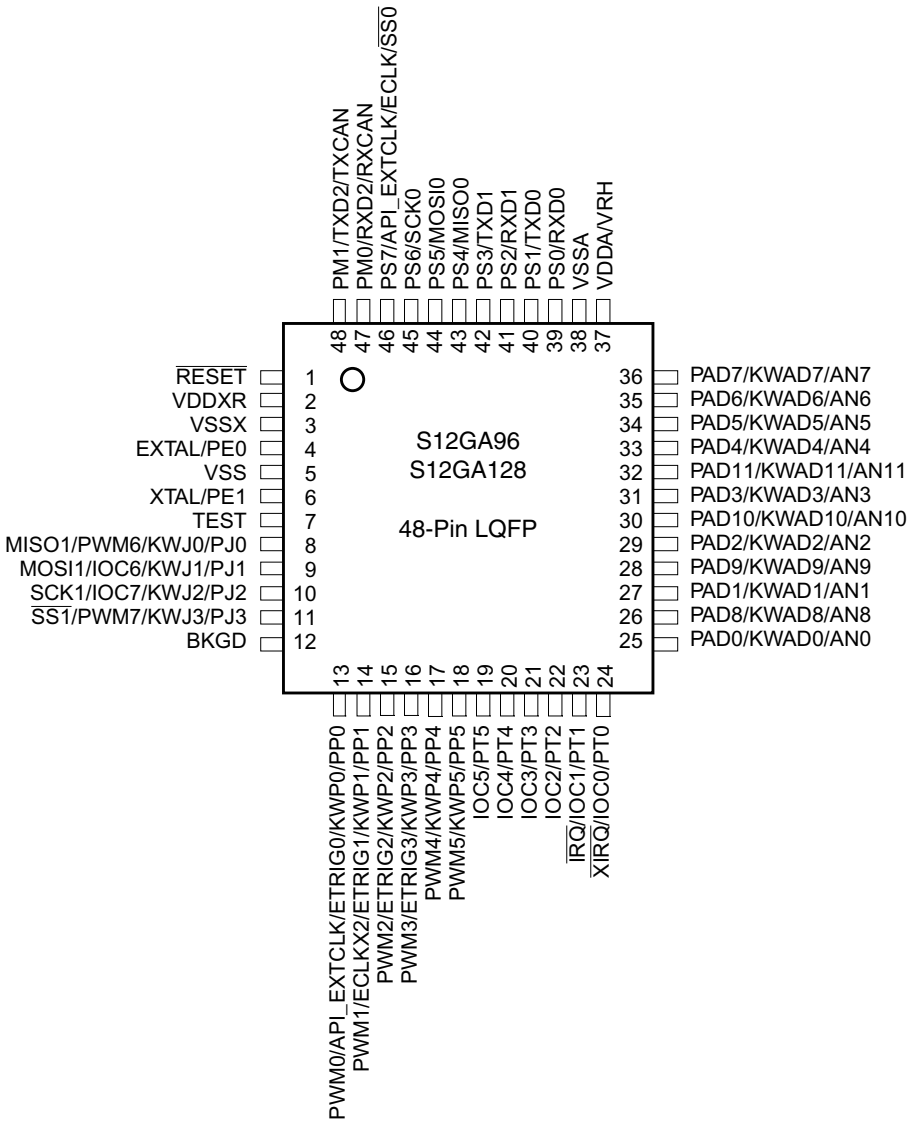 PM1/TXD2/TXCAN
PM0/RXD2/RXCAN
PS7/API_EXTCLK/ECLK/SS0
PS6/SCK0
PS5/MOSI0
PS4/MISO0
PS3/TXD1
PS2/RXD1
PS1/TXD0
PS0/RXD0
VSSA
VDDA/VRH
48
47
46
45
44
43
42
41
40
39
38
37
RESET 1
VDDXR 2
VSSX 3
EXTAL/PE0 4
VSS 5
XTAL/PE1 6
TEST 7
MISO1/PWM6/KWJ0/PJ0 8
MOSI1/IOC6/KWJ1/PJ1 9
SCK1/IOC7/KWJ2/PJ2 10
SS1/PWM7/KWJ3/PJ3 11
BKGD 12
S12GA96
S12GA128
48-Pin LQFP
36 PAD7/KWAD7/AN7
35 PAD6/KWAD6/AN6
34 PAD5/KWAD5/AN5
33 PAD4/KWAD4/AN4
32 PAD11/KWAD11/AN11
31 PAD3/KWAD3/AN3
30 PAD10/KWAD10/AN10
29 PAD2/KWAD2/AN2
28 PAD9/KWAD9/AN9
27 PAD1/KWAD1/AN1
26 PAD8/KWAD8/AN8
25 PAD0/KWAD0/AN0
13
14
15
16
17
18
19
20
21
22
23
24
PWM0/API_EXTCLK/ETRIG0/KWP0/PP0
PWM1/ECLKX2/ETRIG1/KWP1/PP1
PWM2/ETRIG2/KWP2/PP2
PWM3/ETRIG3/KWP3/PP3
PWM4/KWP4/PP4
PWM5/KWP5/PP5
IOC5/PT5
IOC4/PT4
IOC3/PT3
IOC2/PT2
IRQ/IOC1/PT1
XIRQ/IOC0/PT0